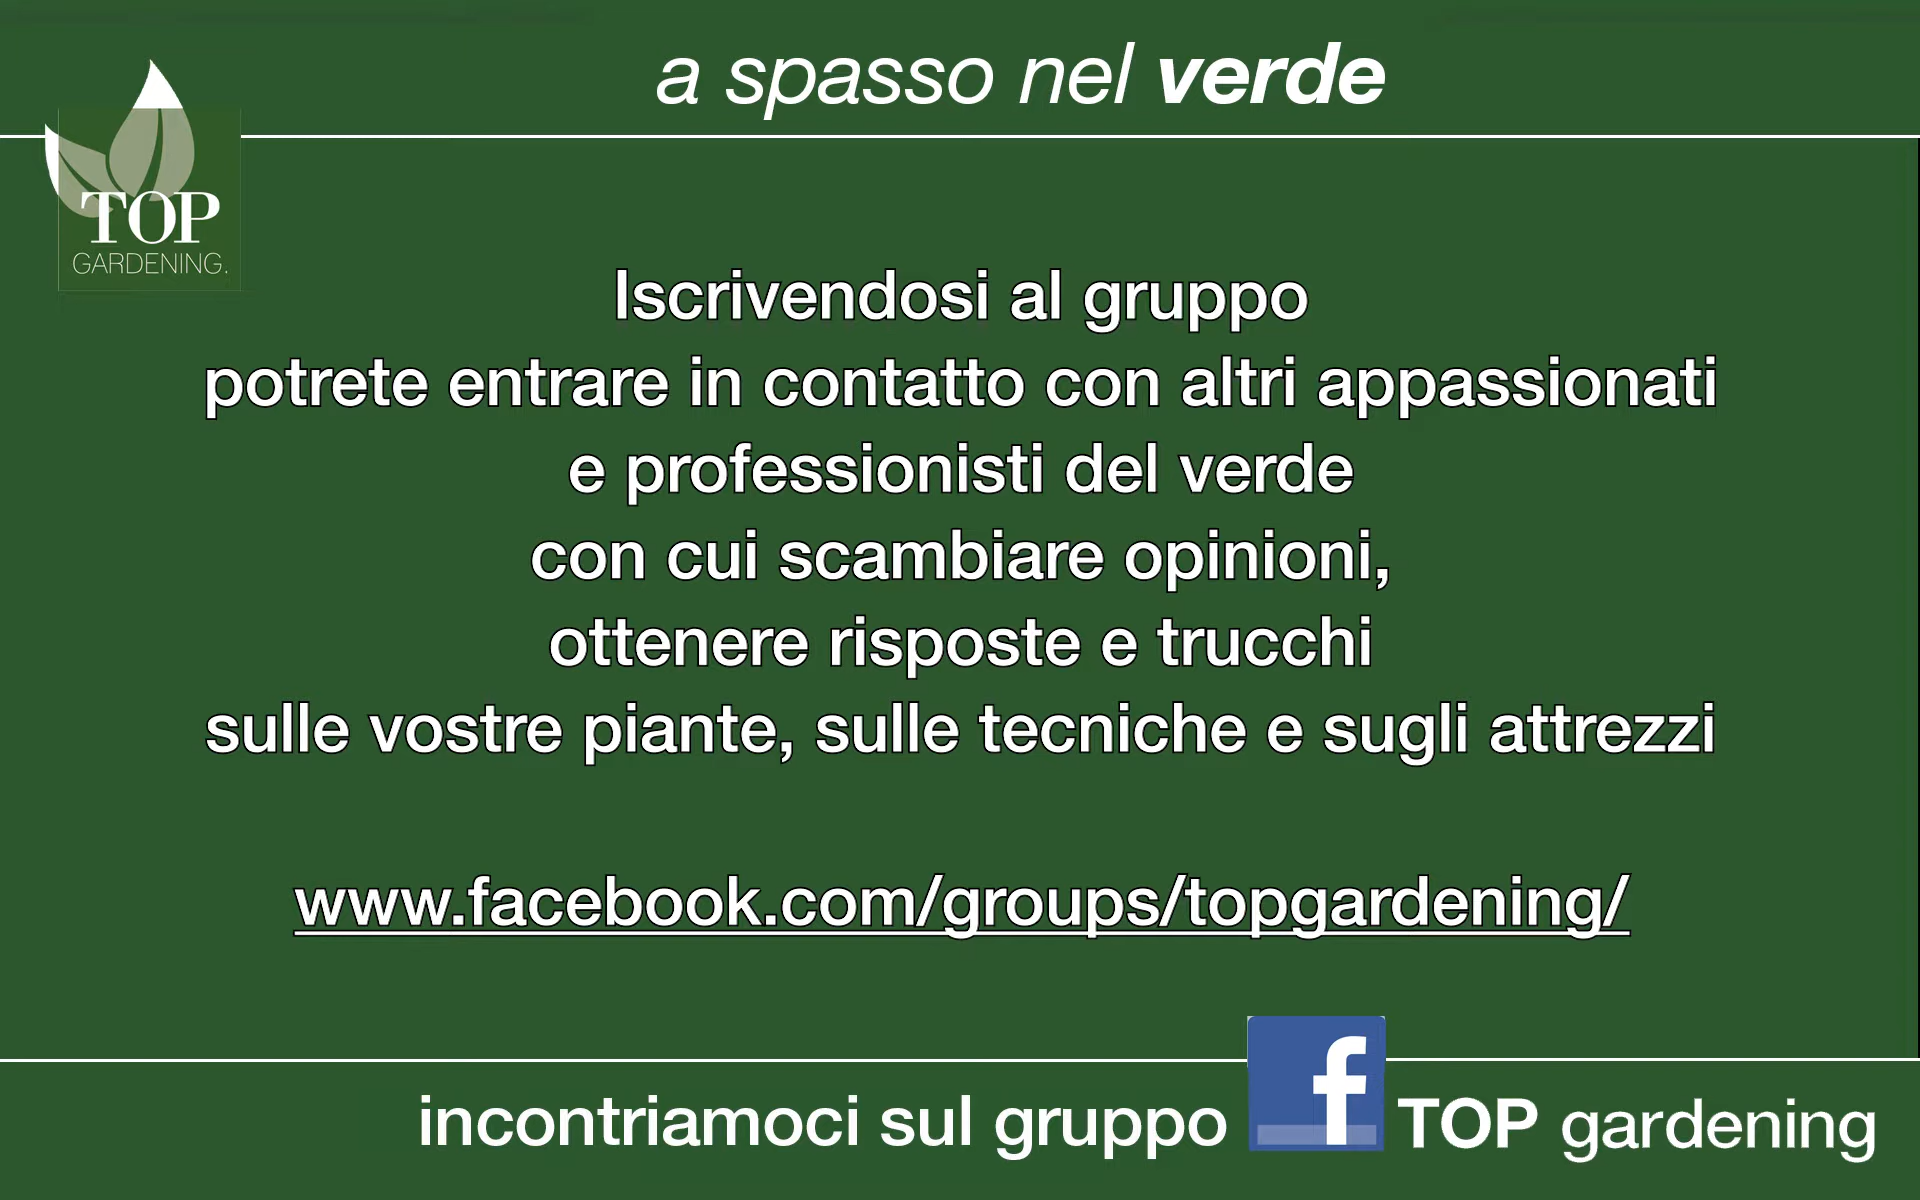 a spasso nel verde
TOP
GARDENING.
Iscrivendosi al gruppo
potrete entrare in contatto con altri appassionati
e professionisti del verde
con cui scambiare opinioni,
ottenere risposte e trucchi
sulle vostre piante, sulle tecniche e sugli attrezzi
www.facebook.com/groups/topgardening/
incontriamoci sul gruppo f TOP gardening